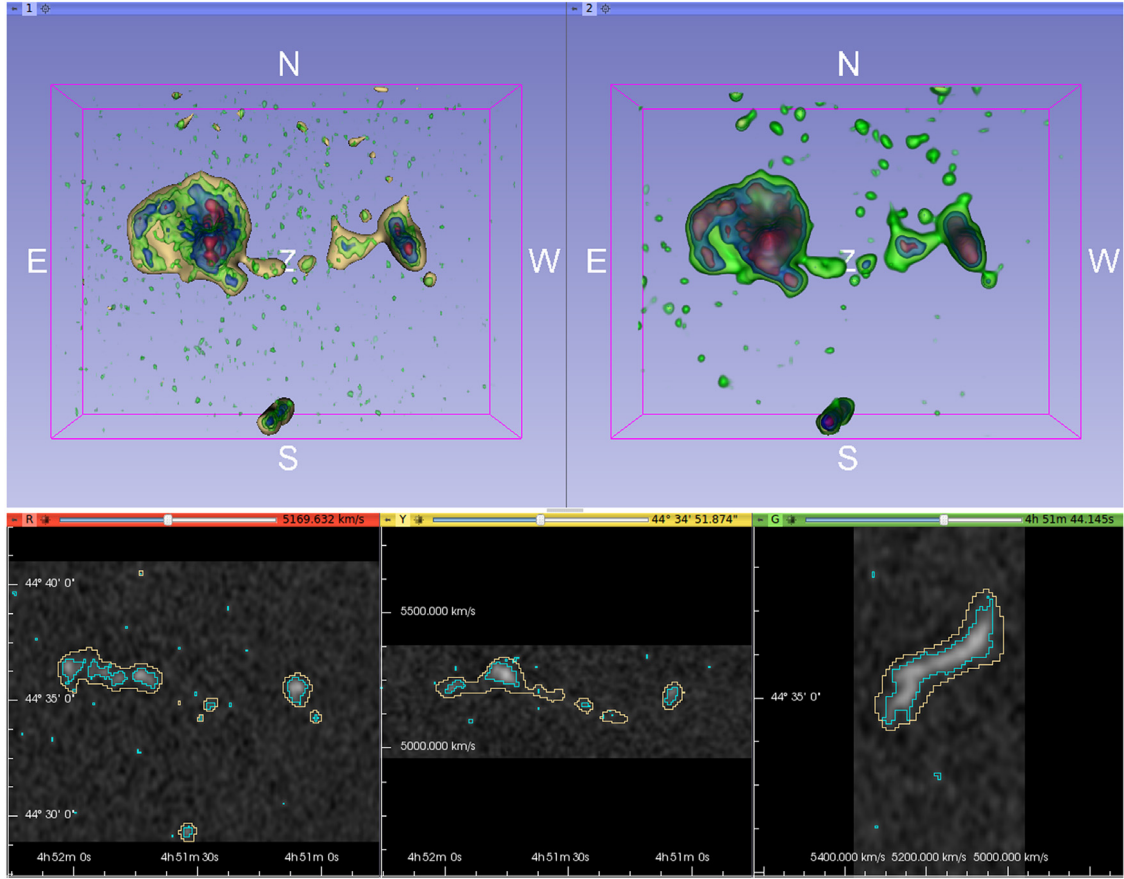 1
2
N
N
E
Z
W
E
Z
W
S
S
R
5169.632 km/s
Y
44° 34' 51.874"
G
4h 51m 44.145s
44° 40' 0"
44° 35' 0"
44° 30' 0"
4h 52m 0s
4h 51m 30s
4h 51m 0s
5500.000 km/s
5000.000 km/s
4h 52m 0s
4h 51m 30s
4h 51m 0s
44° 35' 0"
5400.000 km/s
5200.000 km/s
5000.000 km/s